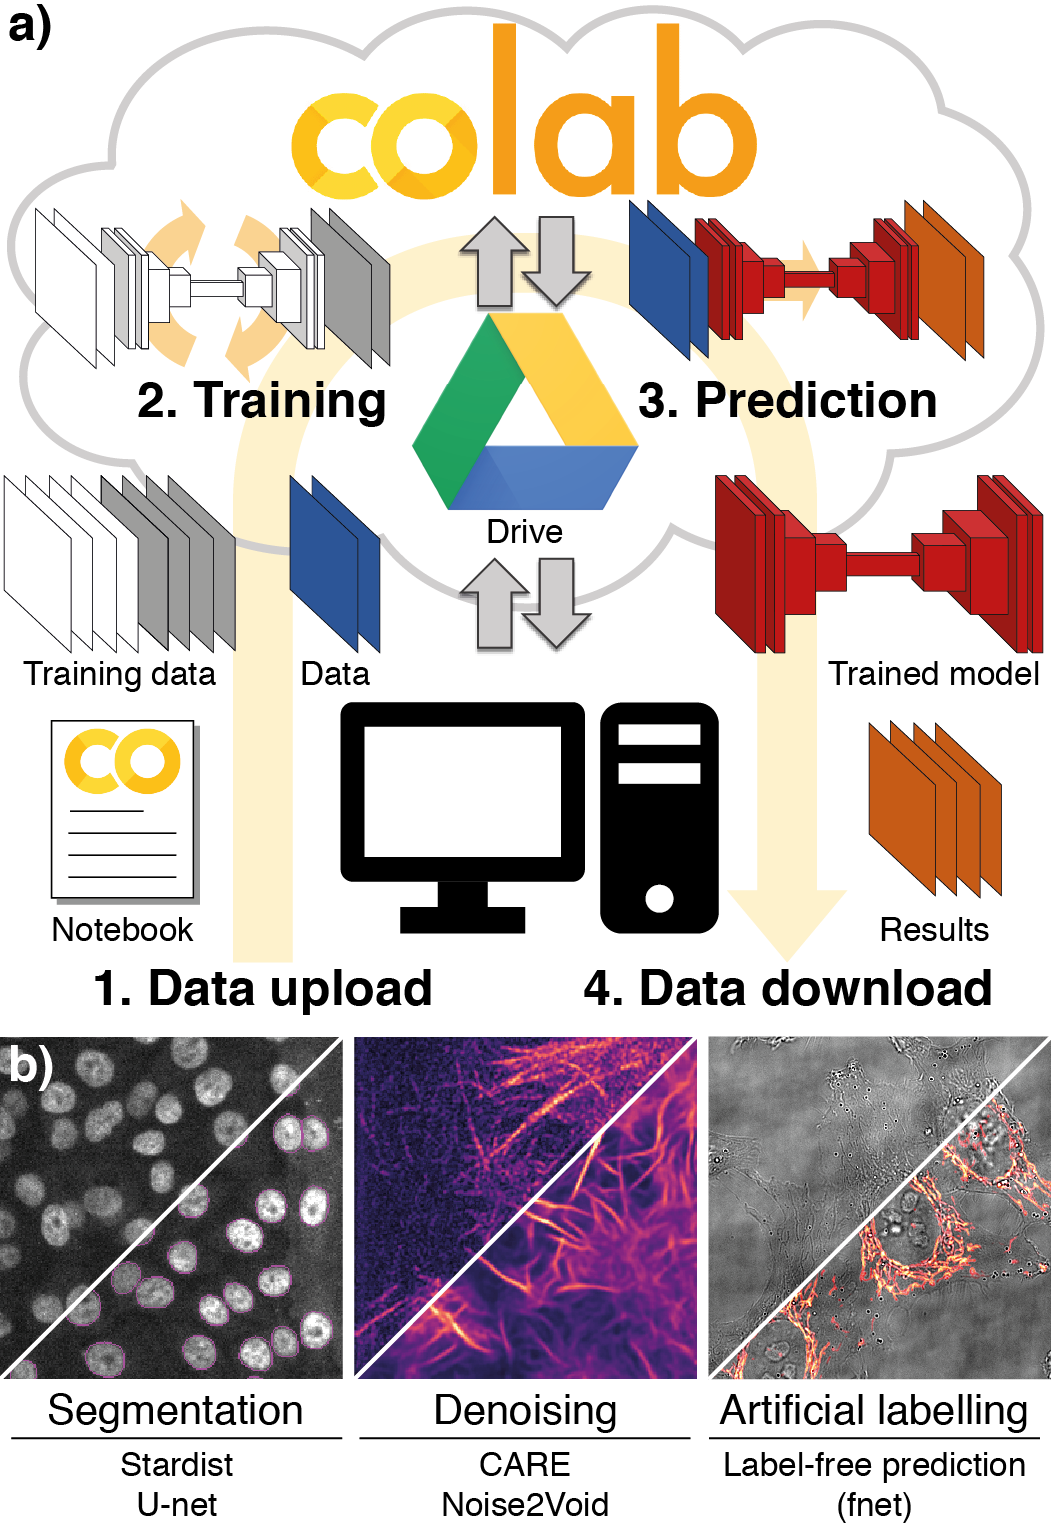 a)
colab
2. Training
3. Prediction
Drive
Training data
Data
Trained model
CO
Notebook
Results
1. Data upload
4. Data download
b)
Segmentation
Denoising
Artificial labelling
Stardist
CARE
Label-free prediction
U-net
Noise2Void
(fnet)